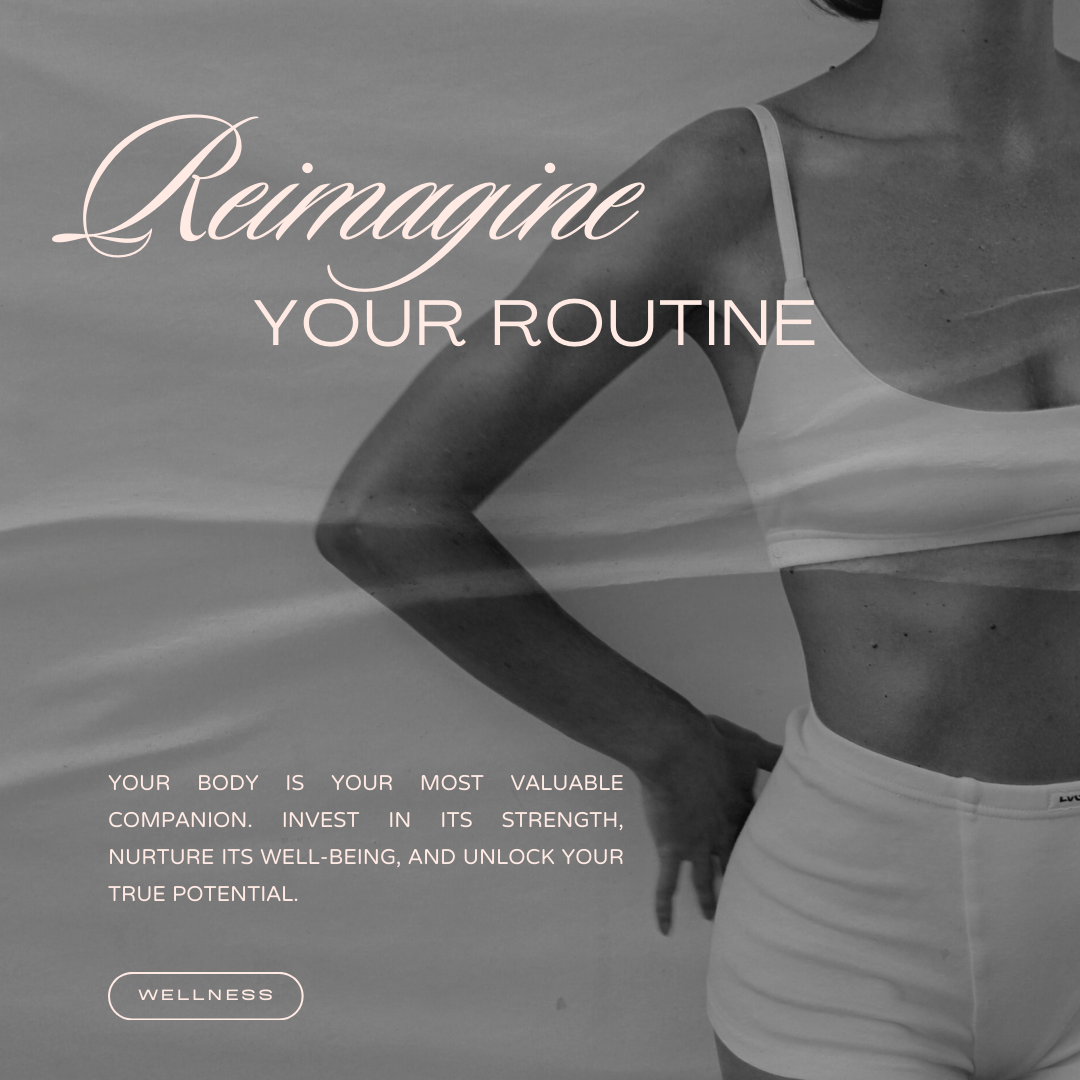 Reimagine
YOUR ROUTINE
YOUR BODY IS YOUR MOST VALUABLE
COMPANION. INVEST IN ITS STRENGTH,
NURTURE ITS WELL-BEING, AND UNLOCK YOUR
TRUE POTENTIAL.
WELLNESS